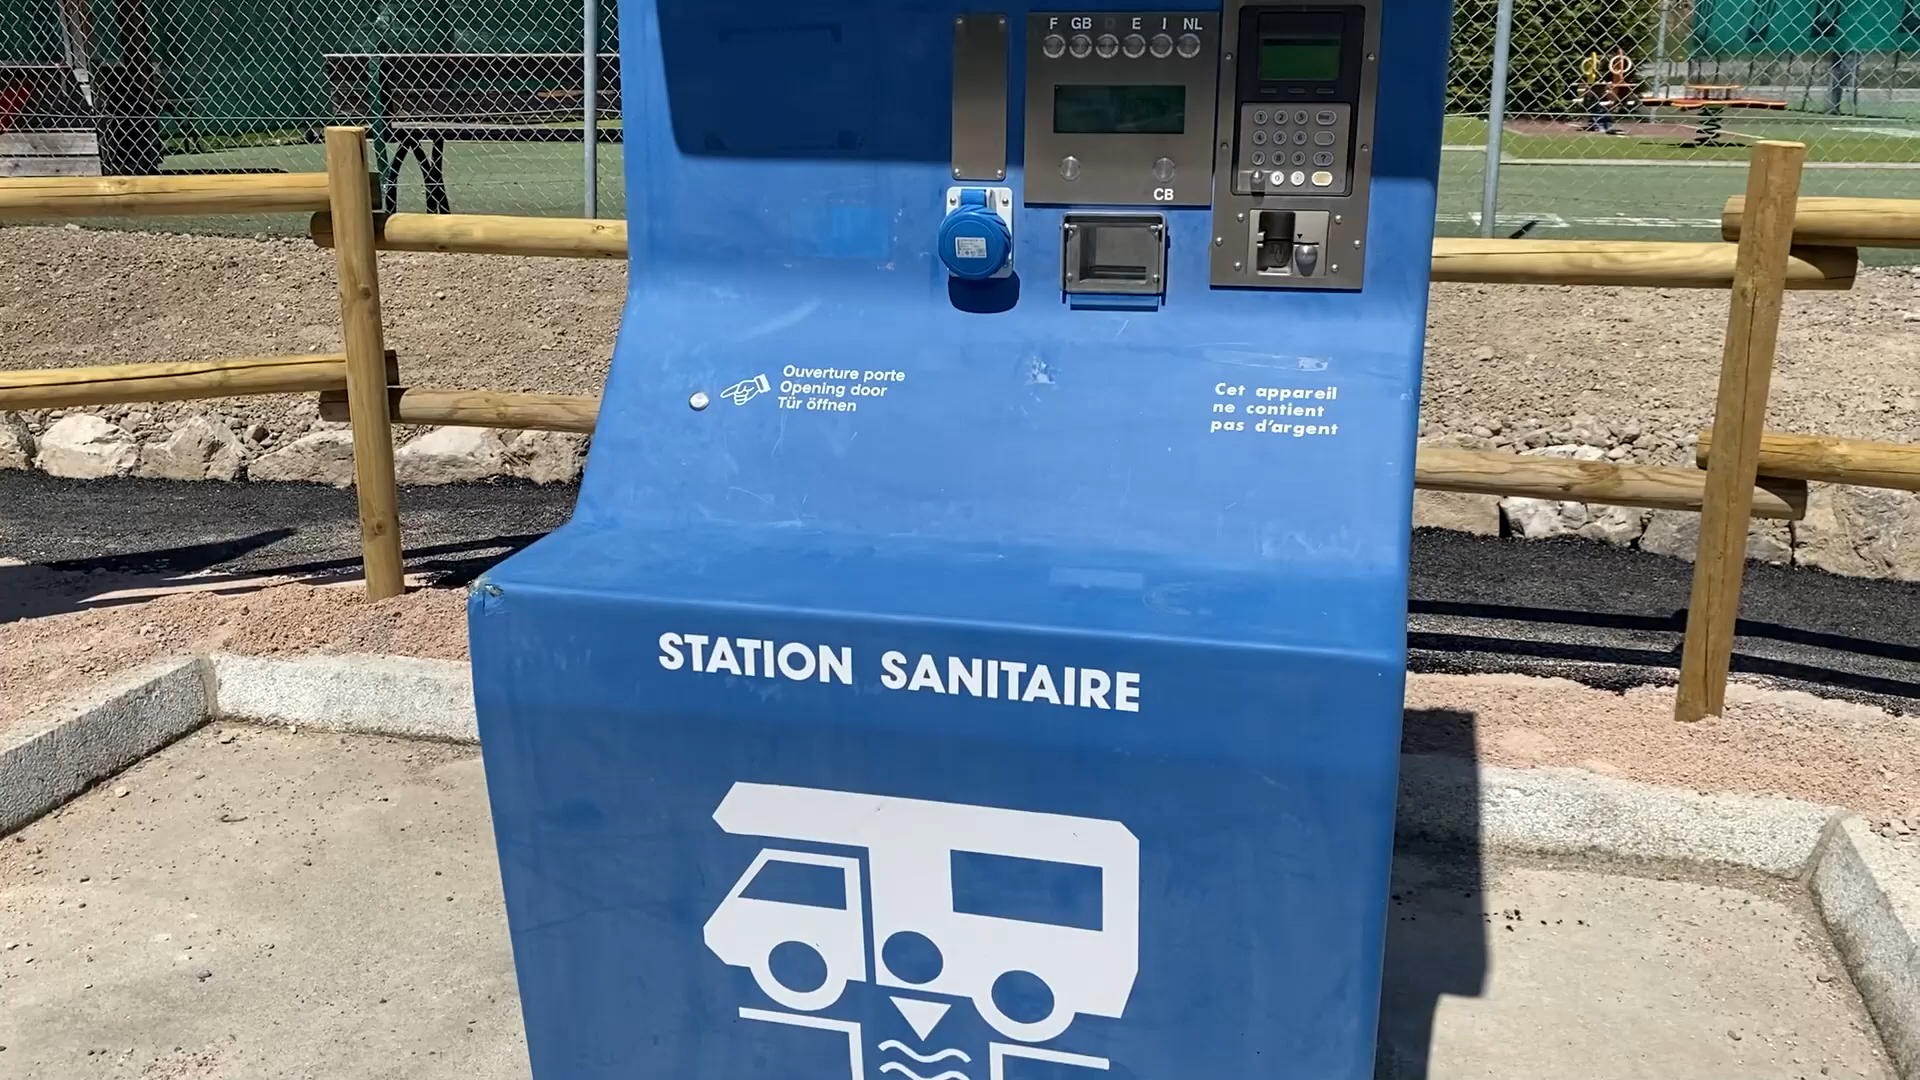 F GB D E I NL
CB
Ouverture porte
Opening door
Tür öffnen
Cet appareil
ne contient
pas d'argent
STATION SANITAIRE